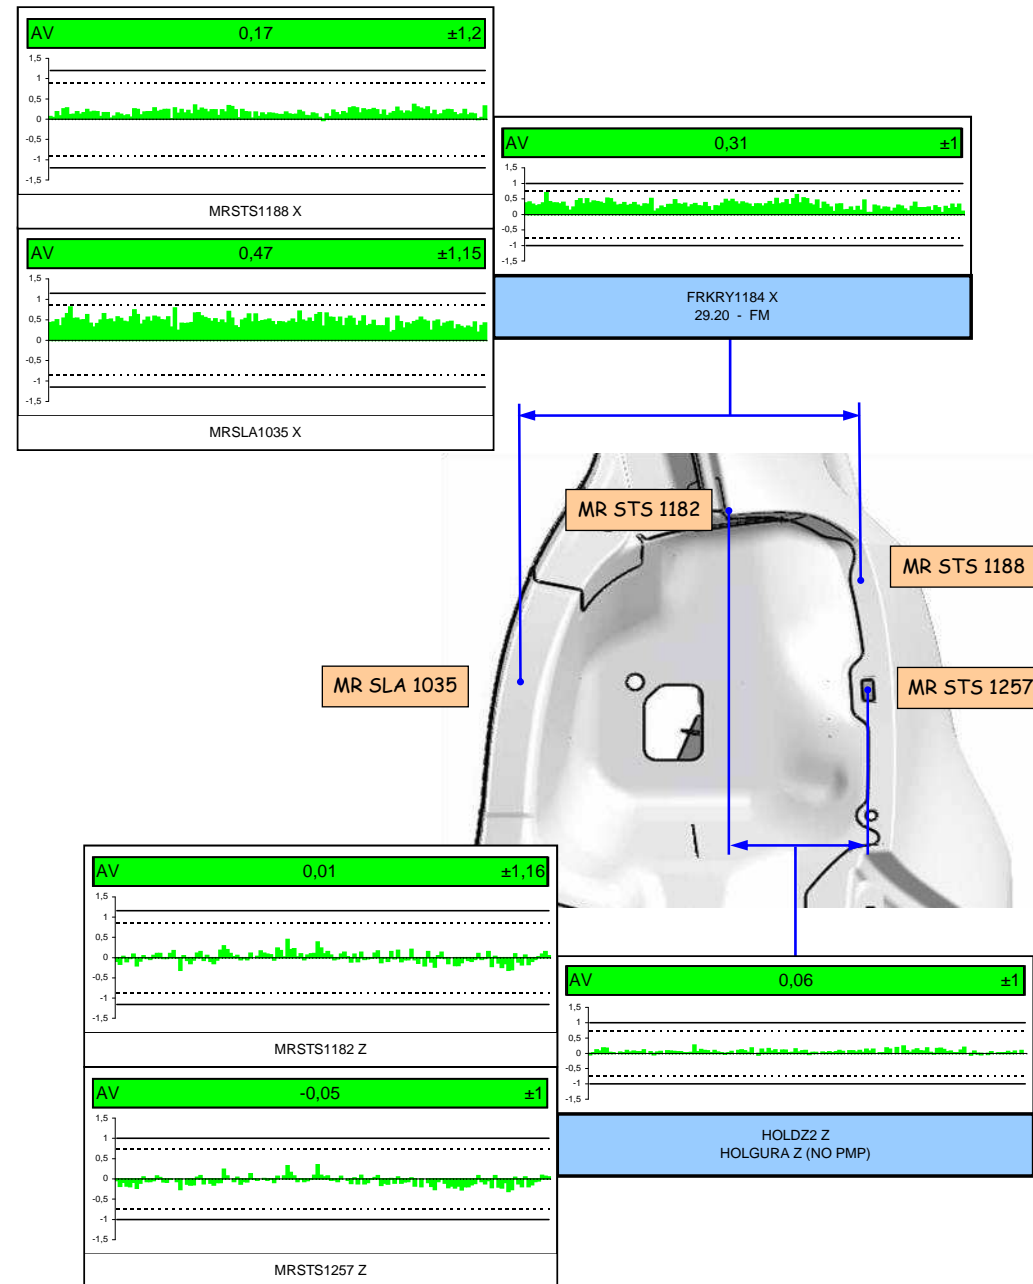 AV 0,17 ±1,2
1,5
1
0,5
0
-0,5
-1
-1,5
MRSTS1188 X
AV 0,47 ±1,15
1,5
1
0,5
0
-0,5
-1
-1,5
MRSLA1035 X
AV 0,31 ±1
1,5
1
0,5
0
-0,5
-1
-1,5
FRKRY1184 X
29.20 - FM
MR STS 1182
MR STS 1188
MR SLA 1035
MR STS 1257
AV 0,01 ±1,16
1,5
1
0,5
0
-0,5
-1
-1,5
MRSTS1182 Z
AV -0,05 ±1
1,5
1
0,5
0
-0,5
-1
-1,5
MRSTS1257 Z
AV 0,06 ±1
1,5
1
0,5
0
-0,5
-1
-1,5
HOLDZ2 Z
HOLGURA Z (NO PMP)